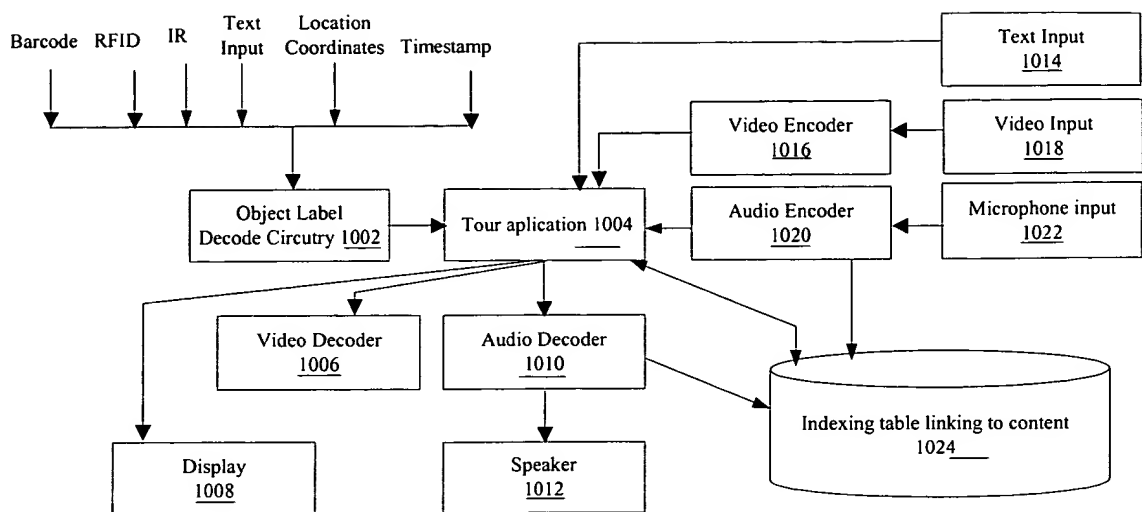 Barcode
RFID
IR
Text
Input
Location
Coordinates
Timestamp
Text Input
1014
Video Encoder
1016
Video Input
1018
Object Label
Decode Circutry 1002
Tour aplication 1004
Audio Encoder
1020
Microphone input
1022
Video Decoder
1006
Audio Decoder
1010
Indexing table linking to content
1024
Display
1008
Speaker
1012